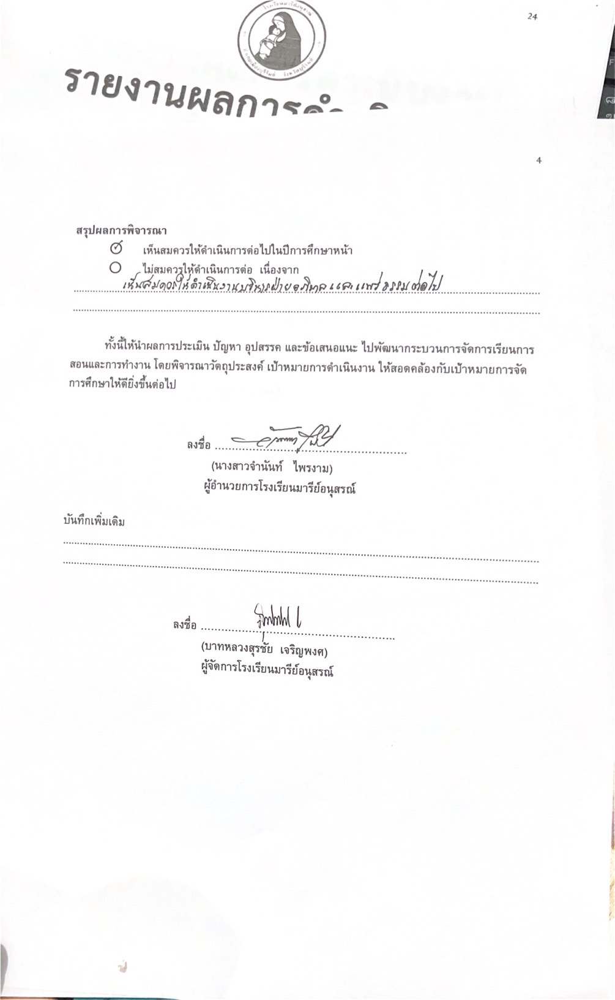 24
รายงานผลการดำ
4
สรุปผลการพิจารณา
เห็นสมควรให้ดำเนินการต่อไปในปีการศึกษาหน้า
ไม่สมควรให้ดำเนินการต่อ เนื่องจาก
เห็นสมควรให้ดำเนินงานบริหารฝ่ายอภิบาลและแพร่ธรรมต่อไป
ทั้งนี้ให้นำผลการประเมิน ปัญหา อุปสรรค และข้อเสนอแนะ ไปพัฒนากระบวนการจัดการเรียนการ
สอนและการทำงาน โดยพิจารณาวัตถุประสงค์ เป้าหมายการดำเนินงาน ให้สอดคล้องกับเป้าหมายการจัด
การศึกษาให้ดียิ่งขึ้นต่อไป
ลงชื่อ
(นางสาวจำนันท์ ไพรงาม)
ผู้อำนวยการโรงเรียนมารีย์อนุสรณ์
บันทึกเพิ่มเติม
ลงชื่อ
(บาทหลวงสุรชัย เจริญพงศ)
ผู้จัดการโรงเรียนมารีย์อนุสรณ์